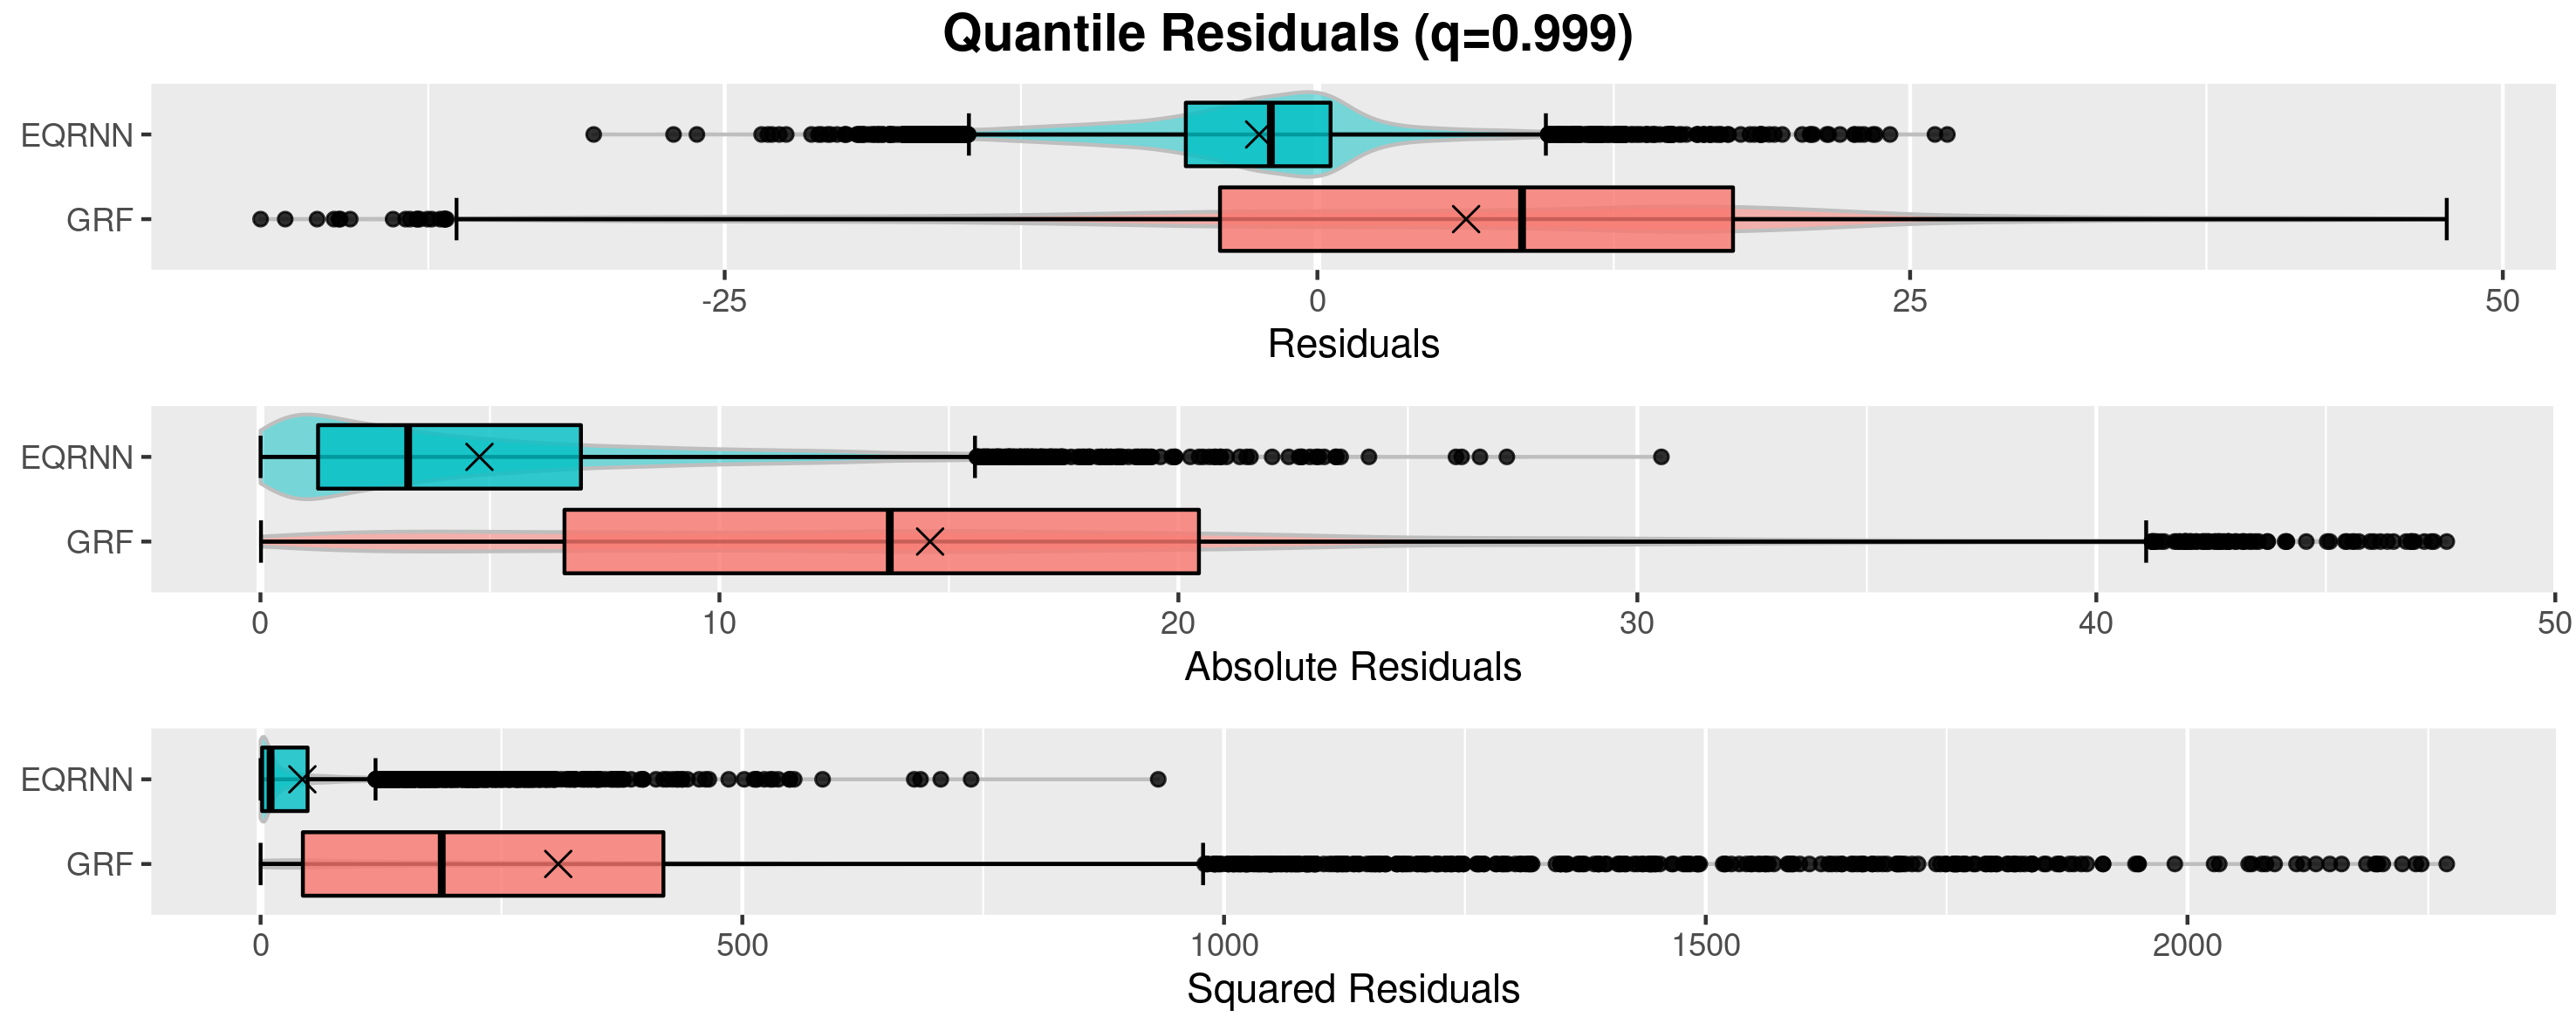 Quantile Residuals (q=0.999)
EQRNN
GRF
-25 0 25 50
Residuals
EQRNN
GRF
0 10 20 30 40 50
Absolute Residuals
EQRNN
GRF
0 500 1000 1500 2000
Squared Residuals